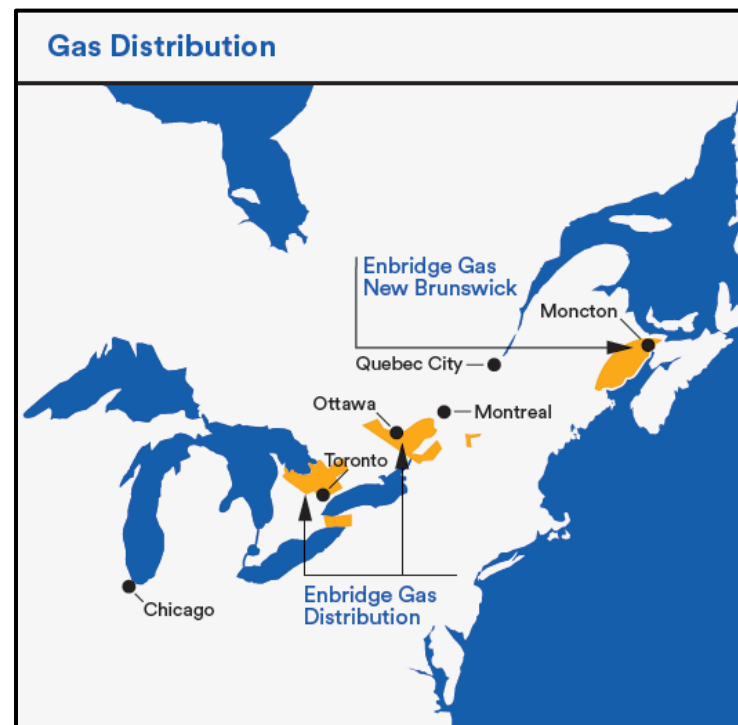 Gas Distribution
Enbridge Gas
New Brunswick
Moncton
Quebec City
Ottawa
Montreal
Toronto
Enbridge Gas
Distribution
Chicago